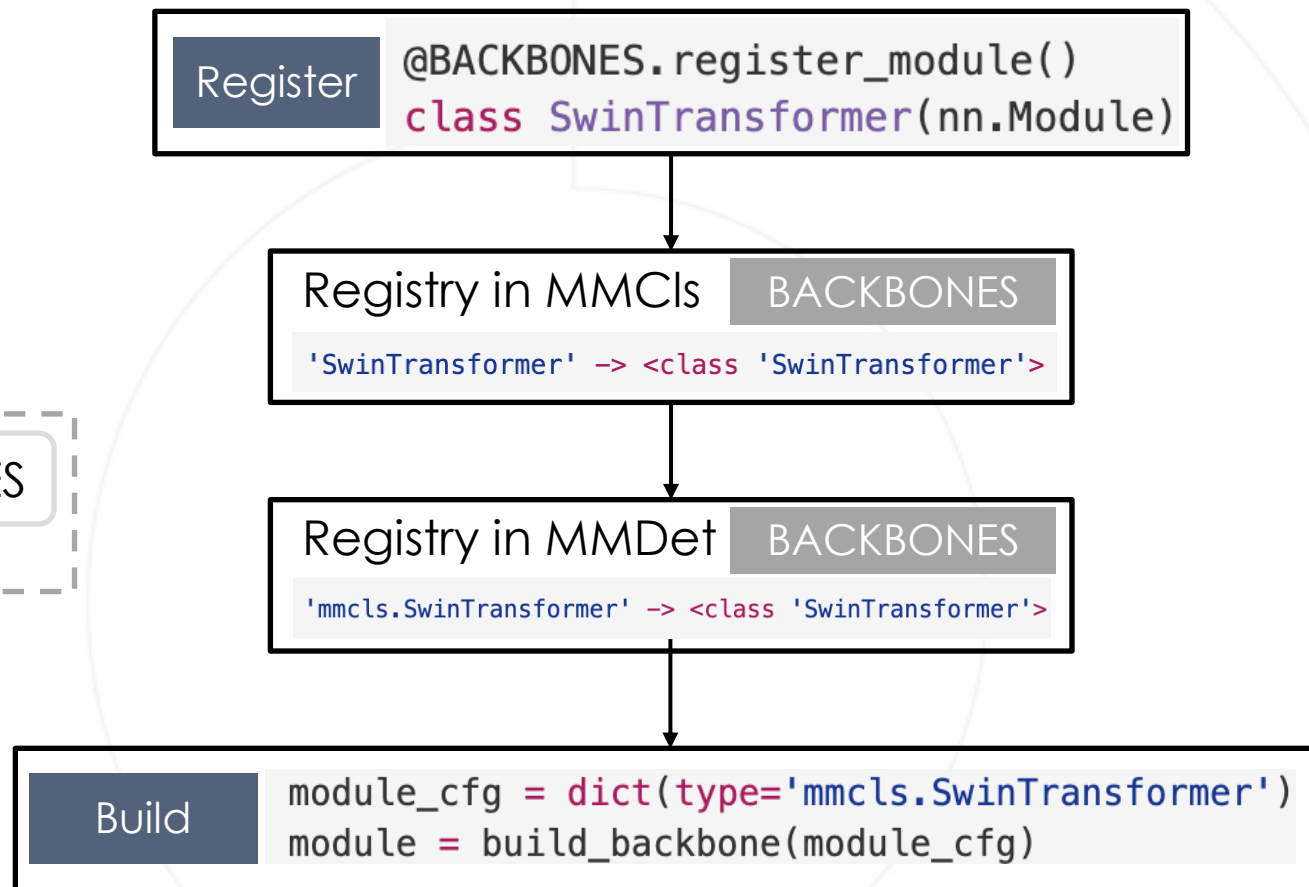 Register
@BACKBONES.register_module()
class SwinTransformer(nn.Module)
Registry in MMCls BACKBONES
'SwinTransformer' -> <class 'SwinTransformer'>
ES
Registry in MMDet BACKBONES
'mmcls.SwinTransformer' -> <class 'SwinTransformer'>
Build
module_cfg = dict(type='mmcls.SwinTransformer')
module = build_backbone(module_cfg)